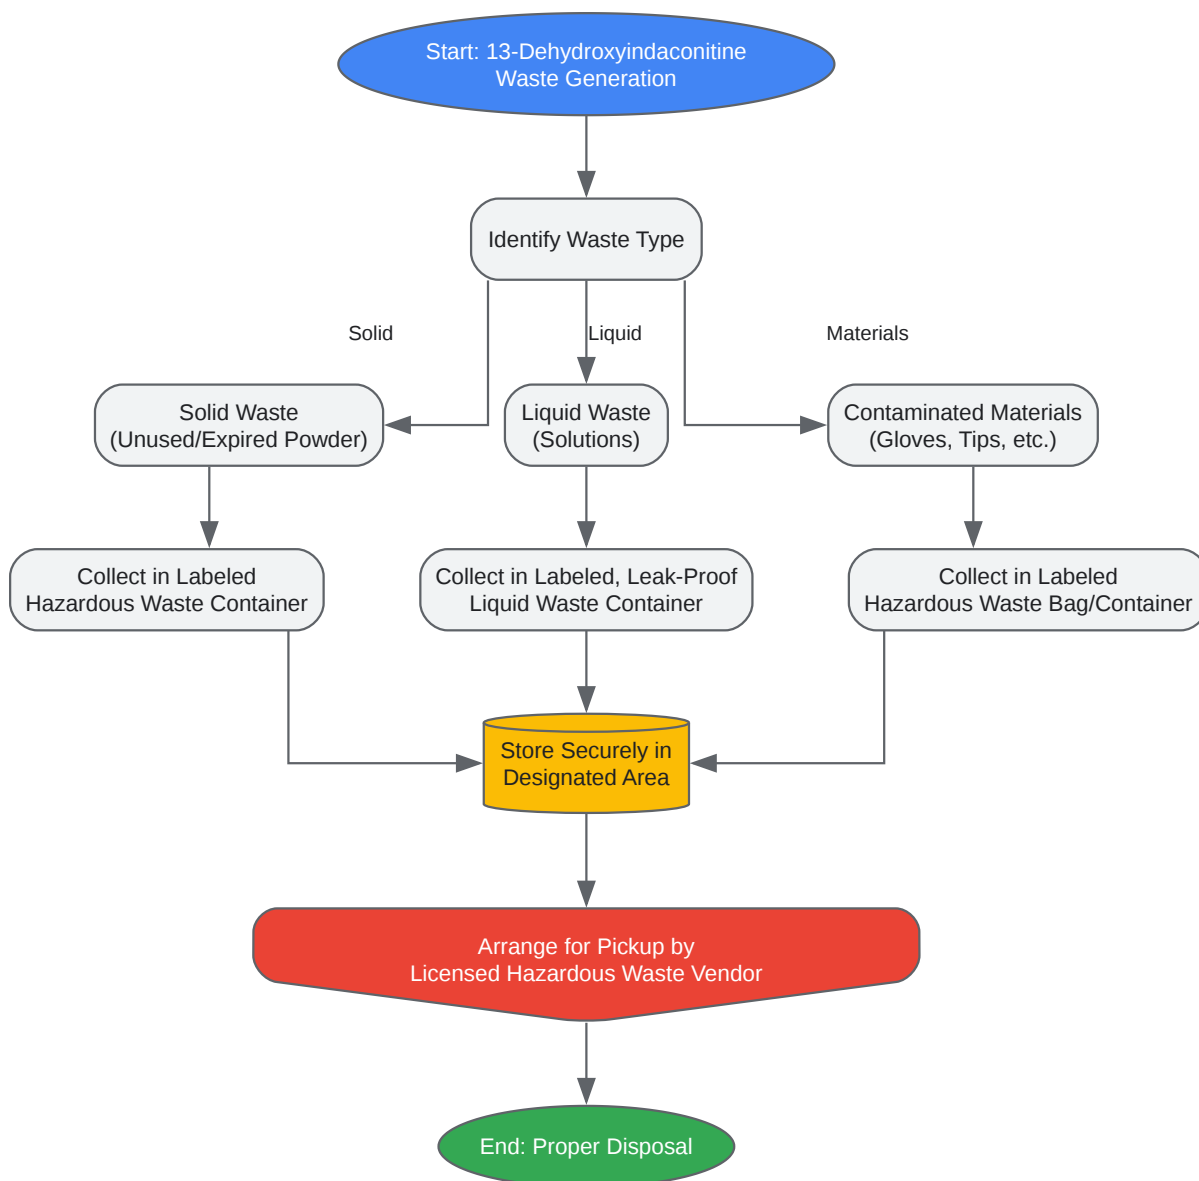 Start: 13-Dehydroxyindaconitine
Waste Generation
Identify Waste Type
Solid
Liquid
Materials
Solid Waste
(Unused/Expired Powder)
Liquid Waste
(Solutions)
Contaminated Materials
(Gloves, Tips, etc.)
Collect in Labeled
Hazardous Waste Container
Collect in Labeled, Leak-Proof
Liquid Waste Container
Collect in Labeled
Hazardous Waste Bag/Container
Store Securely in
Designated Area
Arrange for Pickup by
Licensed Hazardous Waste Vendor
End: Proper Disposal